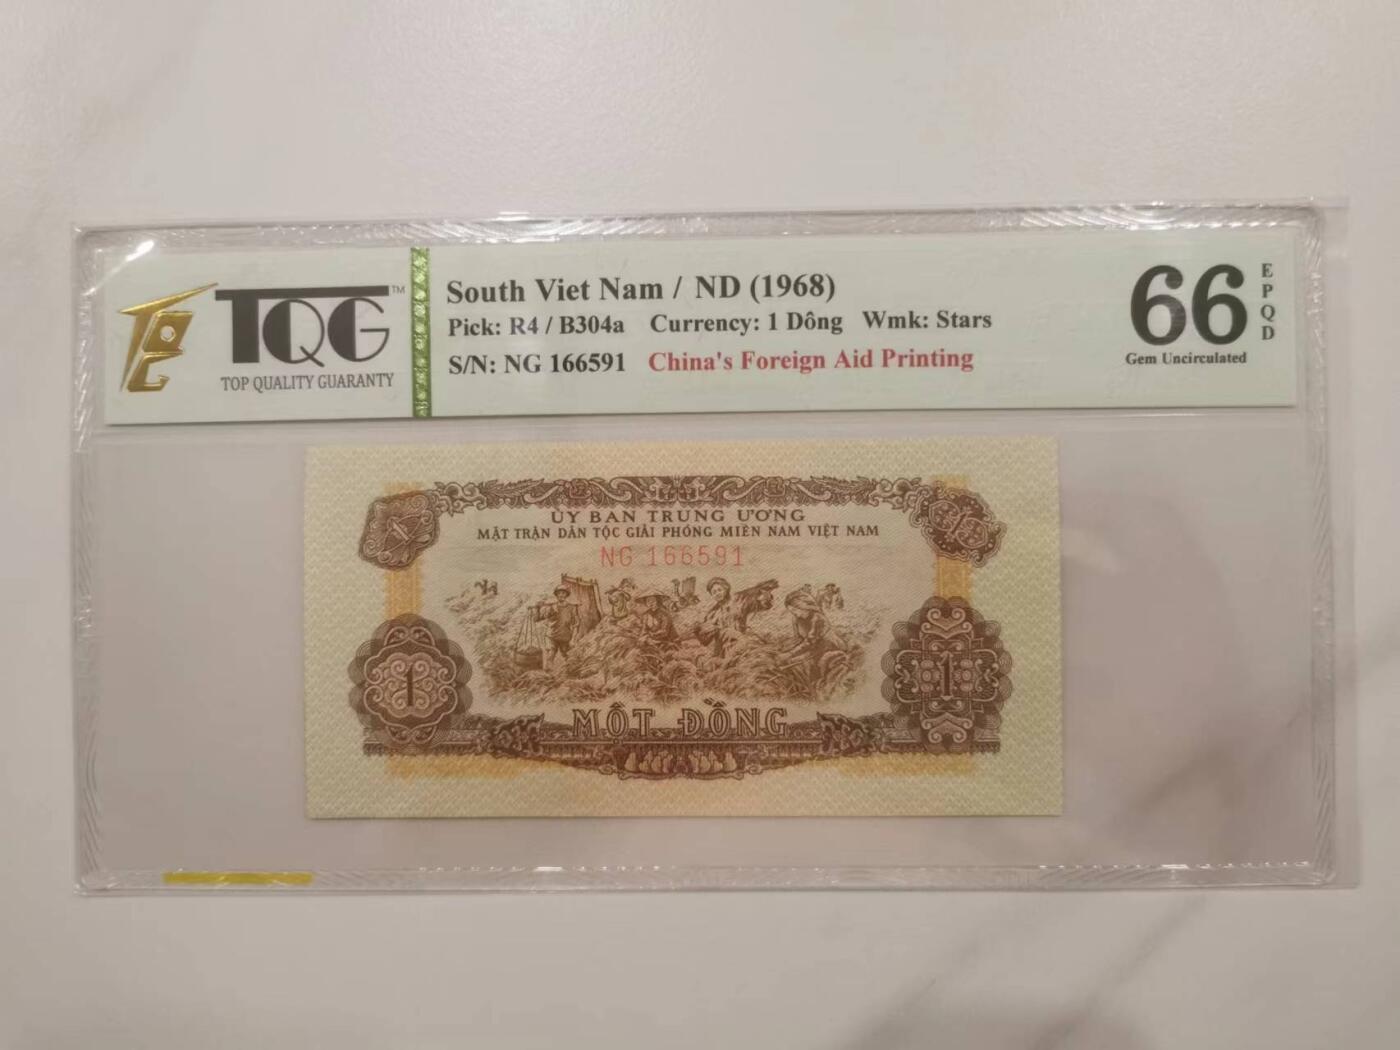 TQG™
TOP QUALITY GUARANTY
South Viet Nam / ND (1968)
Pick: R4 / B304a Currency: 1 Dông Wmk: Stars
S/N: NG 166591 China's Foreign Aid Printing
66
EPQD
Gem Uncirculated
1
ỦY BAN TRUNG ƯƠNG
MẶT TRẬN DÂN TỘC GIẢI PHÓNG MIỀN NAM VIỆT NAM
NG 166591
1
1
MỘT ĐỒNG